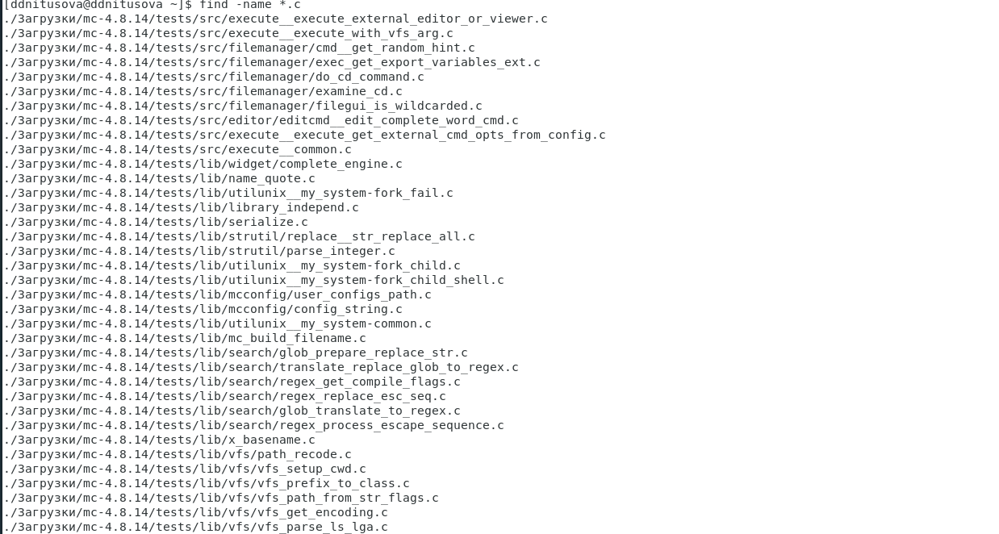 [ddnitusova@ddnitusova ~]$ find -name *.c
./Загрузки/mc-4.8.14/tests/src/execute__execute_external_editor_or_viewer.c
./Загрузки/mc-4.8.14/tests/src/execute__execute_with_vfs_arg.c
./Загрузки/mc-4.8.14/tests/src/filemanager/cmd__get_random_hint.c
./Загрузки/mc-4.8.14/tests/src/filemanager/exec_get_export_variables_ext.c
./Загрузки/mc-4.8.14/tests/src/filemanager/do_cd_command.c
./Загрузки/mc-4.8.14/tests/src/filemanager/examine_cd.c
./Загрузки/mc-4.8.14/tests/src/filemanager/filegui_is_wildcarded.c
./Загрузки/mc-4.8.14/tests/src/editor/editcmd__edit_complete_word_cmd.c
./Загрузки/mc-4.8.14/tests/src/execute__execute_get_external_cmd_opts_from_config.c
./Загрузки/mc-4.8.14/tests/src/execute__common.c
./Загрузки/mc-4.8.14/tests/lib/widget/complete_engine.c
./Загрузки/mc-4.8.14/tests/lib/name_quote.c
./Загрузки/mc-4.8.14/tests/lib/utilunix__my_system-fork_fail.c
./Загрузки/mc-4.8.14/tests/lib/library_independ.c
./Загрузки/mc-4.8.14/tests/lib/serialize.c
./Загрузки/mc-4.8.14/tests/lib/strutil/replace__str_replace_all.c
./Загрузки/mc-4.8.14/tests/lib/strutil/parse_integer.c
./Загрузки/mc-4.8.14/tests/lib/utilunix__my_system-fork_child.c
./Загрузки/mc-4.8.14/tests/lib/utilunix__my_system-fork_child_shell.c
./Загрузки/mc-4.8.14/tests/lib/mcconfig/user_configs_path.c
./Загрузки/mc-4.8.14/tests/lib/mcconfig/config_string.c
./Загрузки/mc-4.8.14/tests/lib/utilunix__my_system-common.c
./Загрузки/mc-4.8.14/tests/lib/mc_build_filename.c
./Загрузки/mc-4.8.14/tests/lib/search/glob_prepare_replace_str.c
./Загрузки/mc-4.8.14/tests/lib/search/translate_replace_glob_to_regex.c
./Загрузки/mc-4.8.14/tests/lib/search/regex_get_compile_flags.c
./Загрузки/mc-4.8.14/tests/lib/search/regex_replace_esc_seq.c
./Загрузки/mc-4.8.14/tests/lib/search/glob_translate_to_regex.c
./Загрузки/mc-4.8.14/tests/lib/search/regex_process_escape_sequence.c
./Загрузки/mc-4.8.14/tests/lib/x_basename.c
./Загрузки/mc-4.8.14/tests/lib/vfs/path_recode.c
./Загрузки/mc-4.8.14/tests/lib/vfs/vfs_setup_cwd.c
./Загрузки/mc-4.8.14/tests/lib/vfs/vfs_prefix_to_class.c
./Загрузки/mc-4.8.14/tests/lib/vfs/vfs_path_from_str_flags.c
./Загрузки/mc-4.8.14/tests/lib/vfs/vfs_get_encoding.c
./Загрузки/mc-4.8.14/tests/lib/vfs/vfs_parse_ls_lga.c